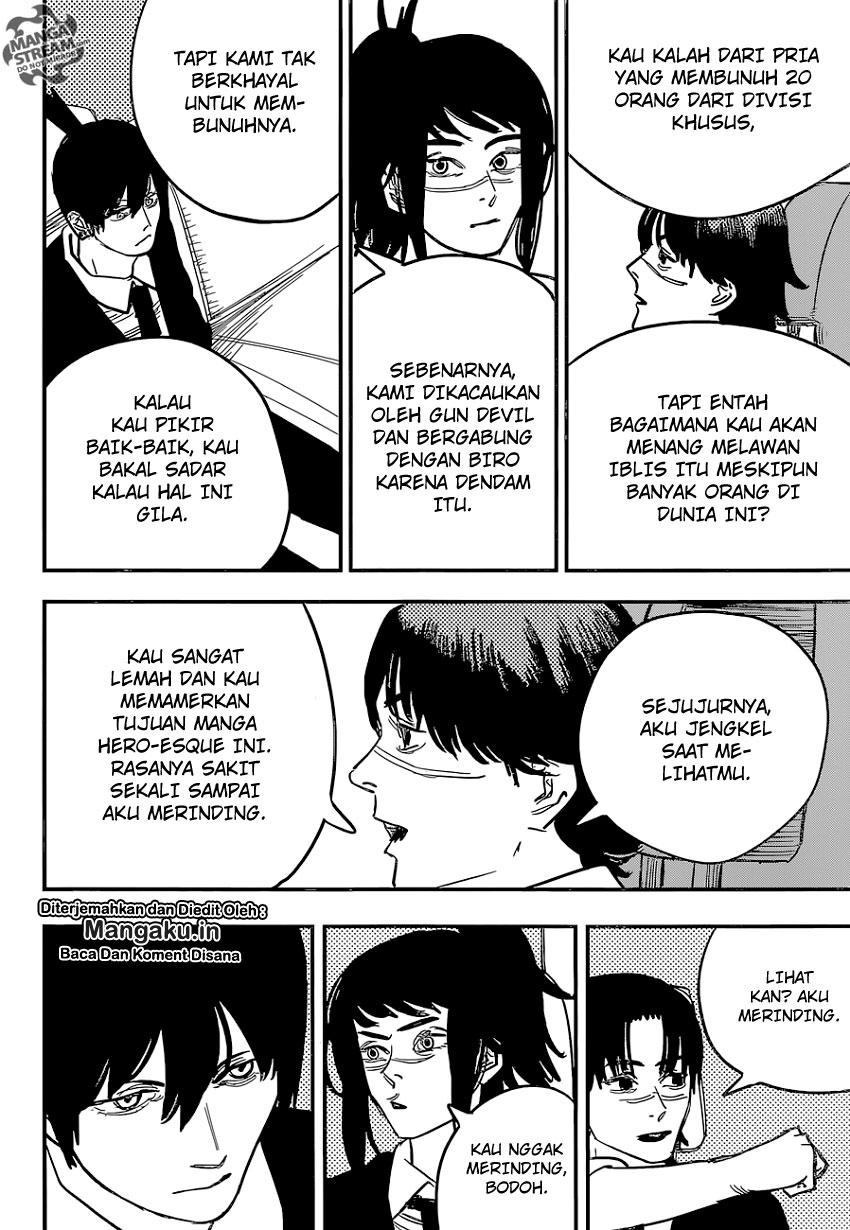 MANGA
STREAM
DO NOT MIRROR
KAU KALAH DARI PRIA
YANG MEMBUNUH 20
ORANG DARI DIVISI
KHUSUS,
TAPI ENTAH
BAGAIMANA KAU AKAN
MENANG MELAWAN
IBLIS ITU MESKIPUN
BANYAK ORANG DI
DUNIA INI?
SEBENARNYA,
KAMI DIKACAUKAN
OLEH GUN DEVIL
DAN BERGABUNG
DENGAN BIRO
KARENA DENDAM
ITU.
TAPI KAMI TAK
BERKHAYAL
UNTUK MEM-
BUNUHNYA.
KALAU
KAU PIKIR
BAIK-BAIK, KAU
BAKAL SADAR
KALAU HAL INI
GILA.
SEJUJURNYA,
AKU JENGKEL
SAAT ME-
LIHATMU.
KAU SANGAT
LEMAH DAN KAU
MEMAMERKAN
TUJUAN MANGA
HERO-ESQUE INI.
RASANYA SAKIT
SEKALI SAMPAI
AKU MERINDING.
LIHAT
KAN? AKU
MERINDING.
KAU NGGAK
MERINDING,
BODOH.
Diterjemahkan dan Diedit Oleh:
Mangaku.in
Baca Dan Koment Disana